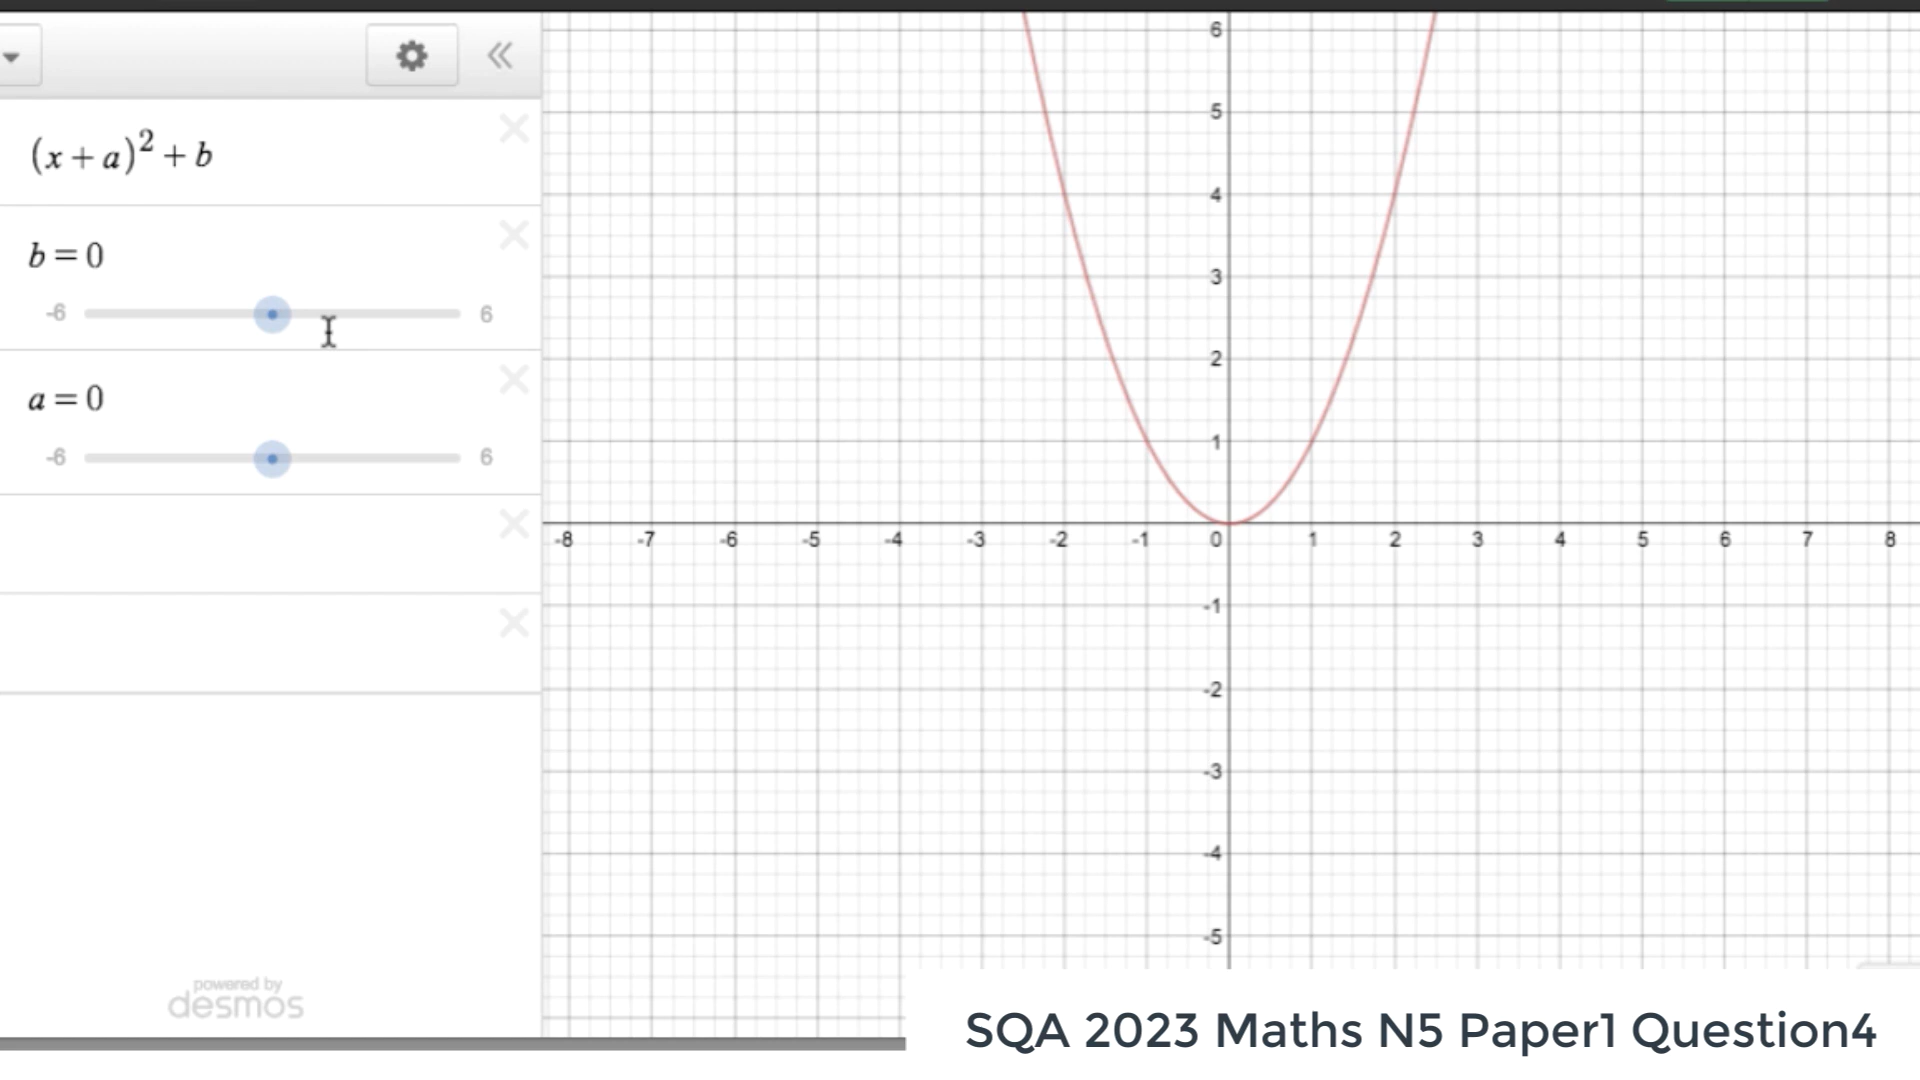 (x + a)² + b
b = 0
-6 6
a = 0
-6 6
powered by
desmos
6
5
4
3
2
1
-8 -7 -6 -5 -4 -3 -2 -1 0 1 2 3 4 5 6 7 8
-1
-2
-3
-4
-5
SQA 2023 Maths N5 Paper1 Question4